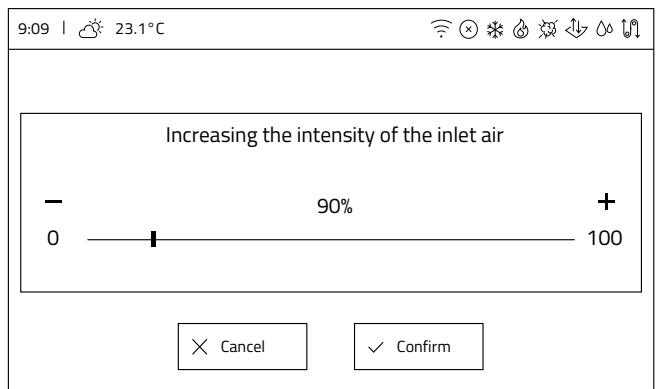 9:09 | 23.1°C
Increasing the intensity of the inlet air
− 90% +
0 100
Cancel Confirm